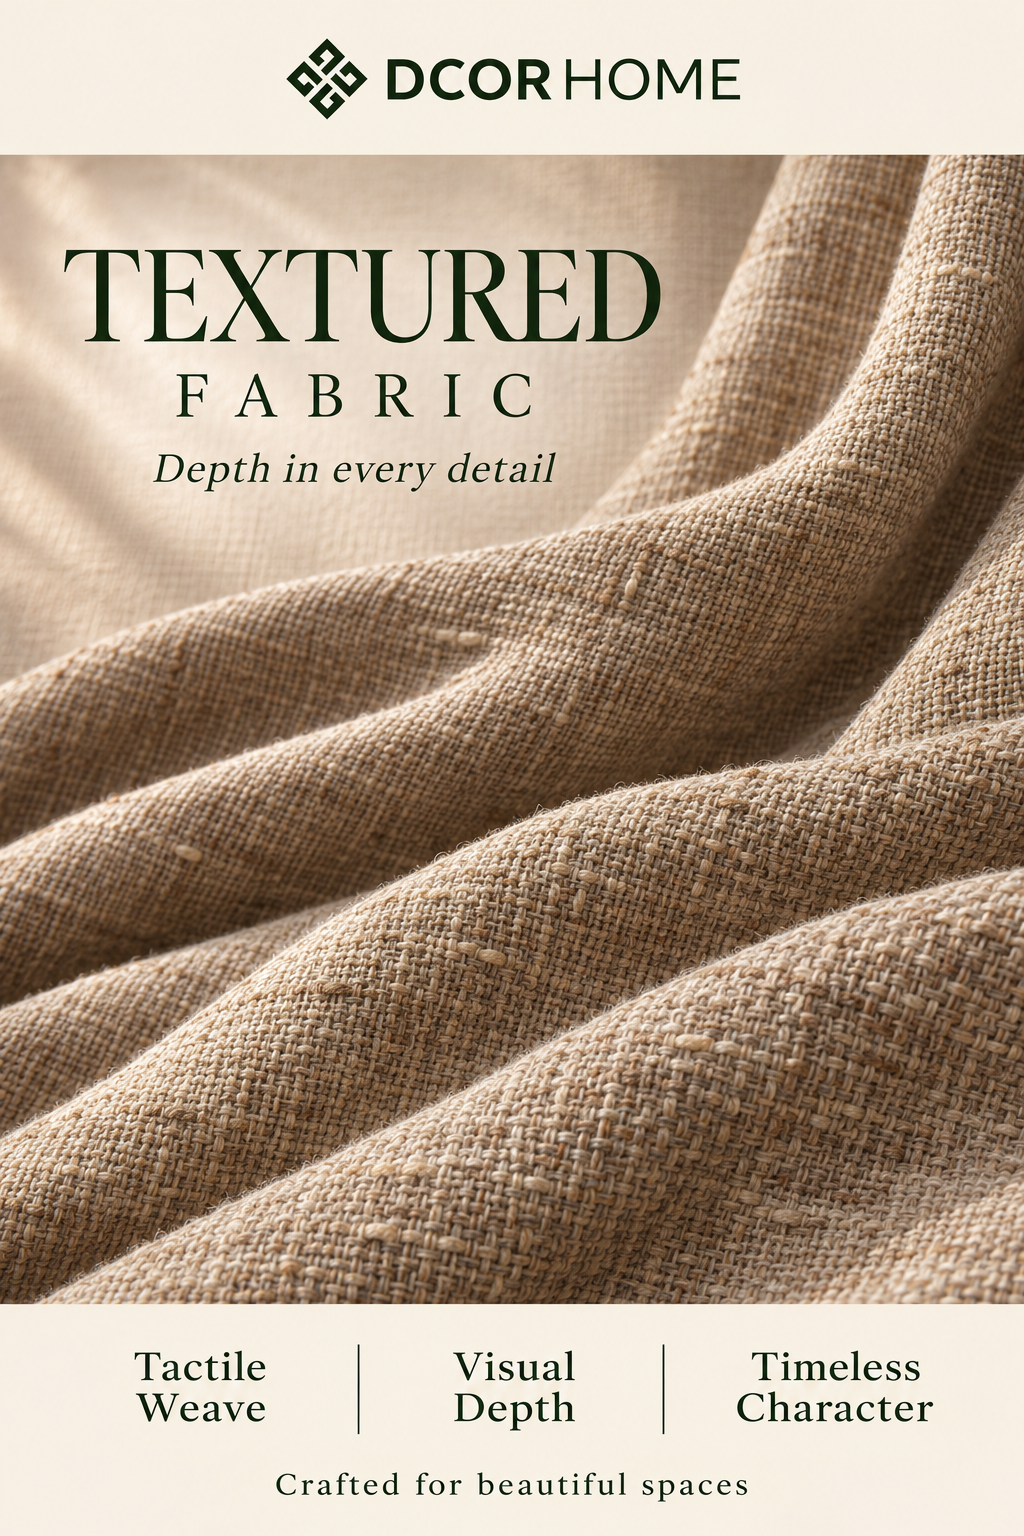 DCOR HOME
TEXTURED
FABRIC
Depth in every detail
Tactile
Weave
Visual
Depth
Timeless
Character
Crafted for beautiful spaces